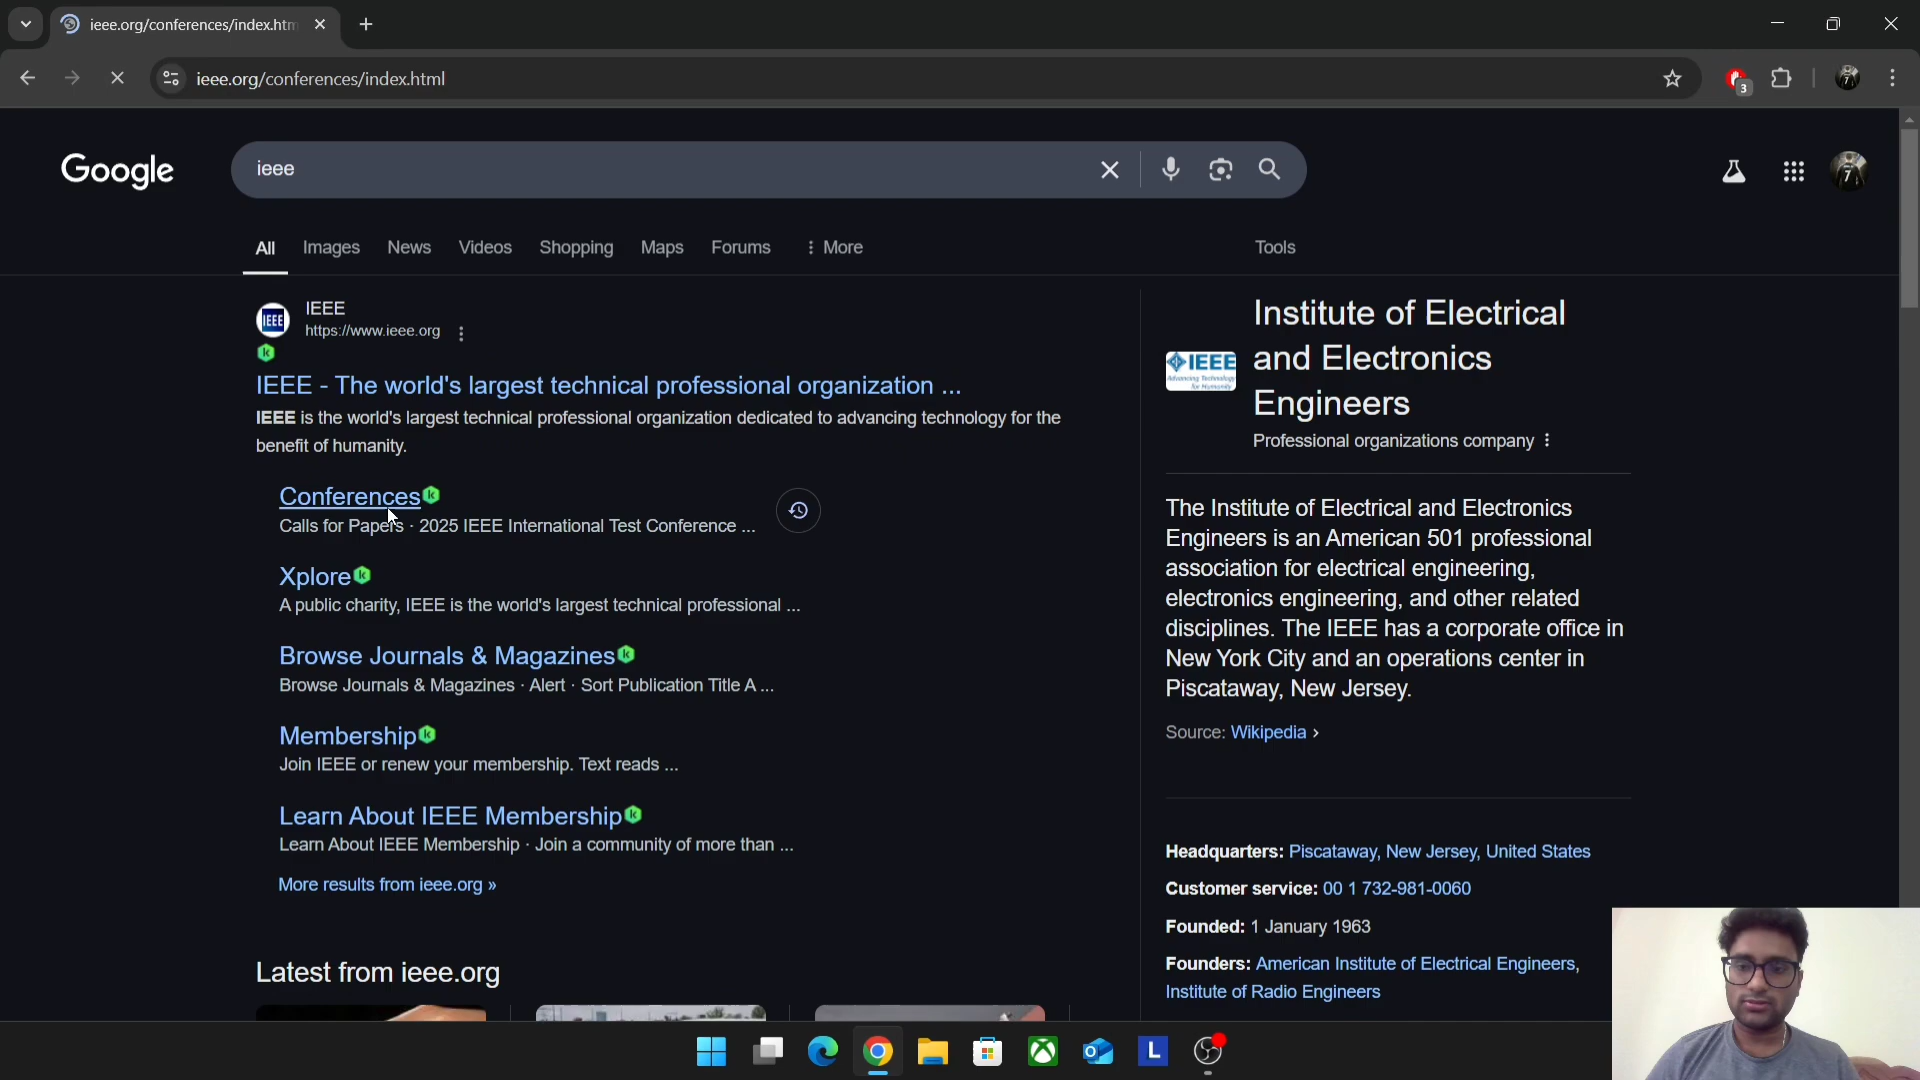 ieee.org/conferences/index.htm
ieee.org/conferences/index.html
3
Google
ieee
All
Images
News
Videos
Shopping
Maps
Forums
More
Tools
IEEE
IEEE
https://www.ieee.org
IEEE - The world's largest technical professional organization ...
IEEE is the world's largest technical professional organization dedicated to advancing technology for the
benefit of humanity.
Conferences
Calls for Papers · 2025 IEEE International Test Conference ...
Xplore
A public charity, IEEE is the world's largest technical professional ...
Browse Journals & Magazines
Browse Journals & Magazines · Alert · Sort Publication Title A ...
Membership
Join IEEE or renew your membership. Text reads ...
Learn About IEEE Membership
Learn About IEEE Membership · Join a community of more than ...
More results from ieee.org »
Latest from ieee.org
IEEE
Advancing Technology
for Humanity
Institute of Electrical
and Electronics
Engineers
Professional organizations company
The Institute of Electrical and Electronics
Engineers is an American 501 professional
association for electrical engineering,
electronics engineering, and other related
disciplines. The IEEE has a corporate office in
New York City and an operations center in
Piscataway, New Jersey.
Source: Wikipedia ›
Headquarters: Piscataway, New Jersey, United States
Customer service: 00 1 732-981-0060
Founded: 1 January 1963
Founders: American Institute of Electrical Engineers,
Institute of Radio Engineers
L